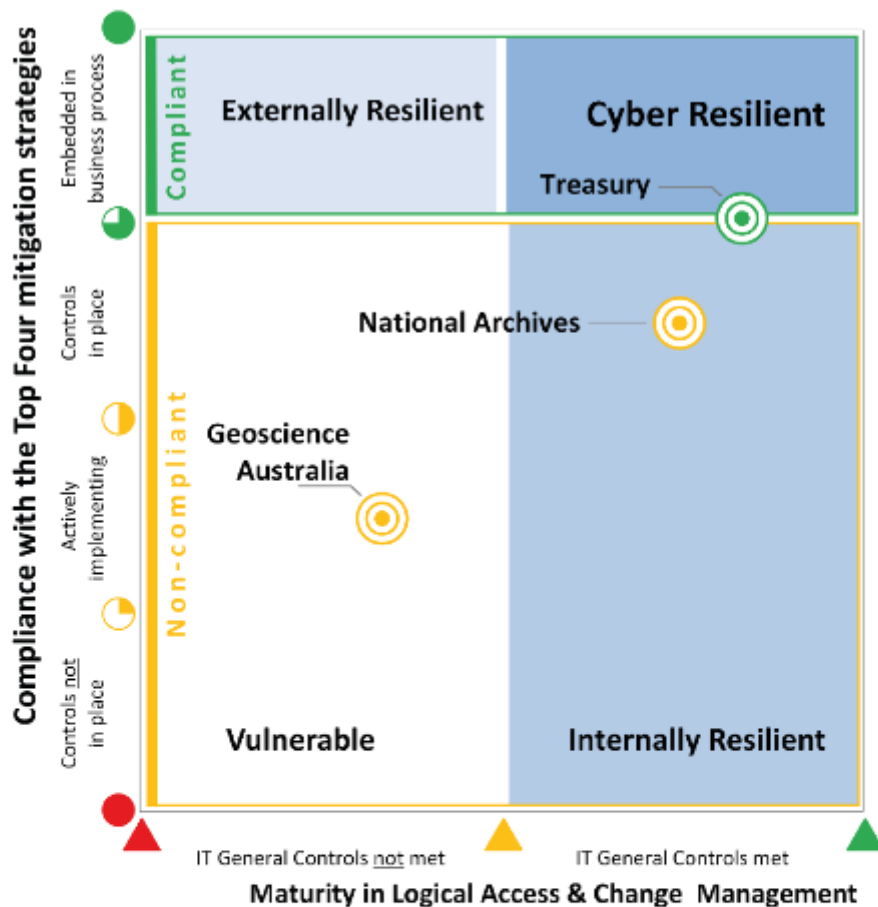 Compliance with the Top Four mitigation strategies
Embedded in
business process
Controls
in place
Actively
implementing
Controls not
in place
Compliant
Non-compliant
Externally Resilient
Cyber Resilient
Treasury
National Archives
Geoscience
Australia
Vulnerable
Internally Resilient
IT General Controls not met
IT General Controls met
Maturity in Logical Access & Change Management